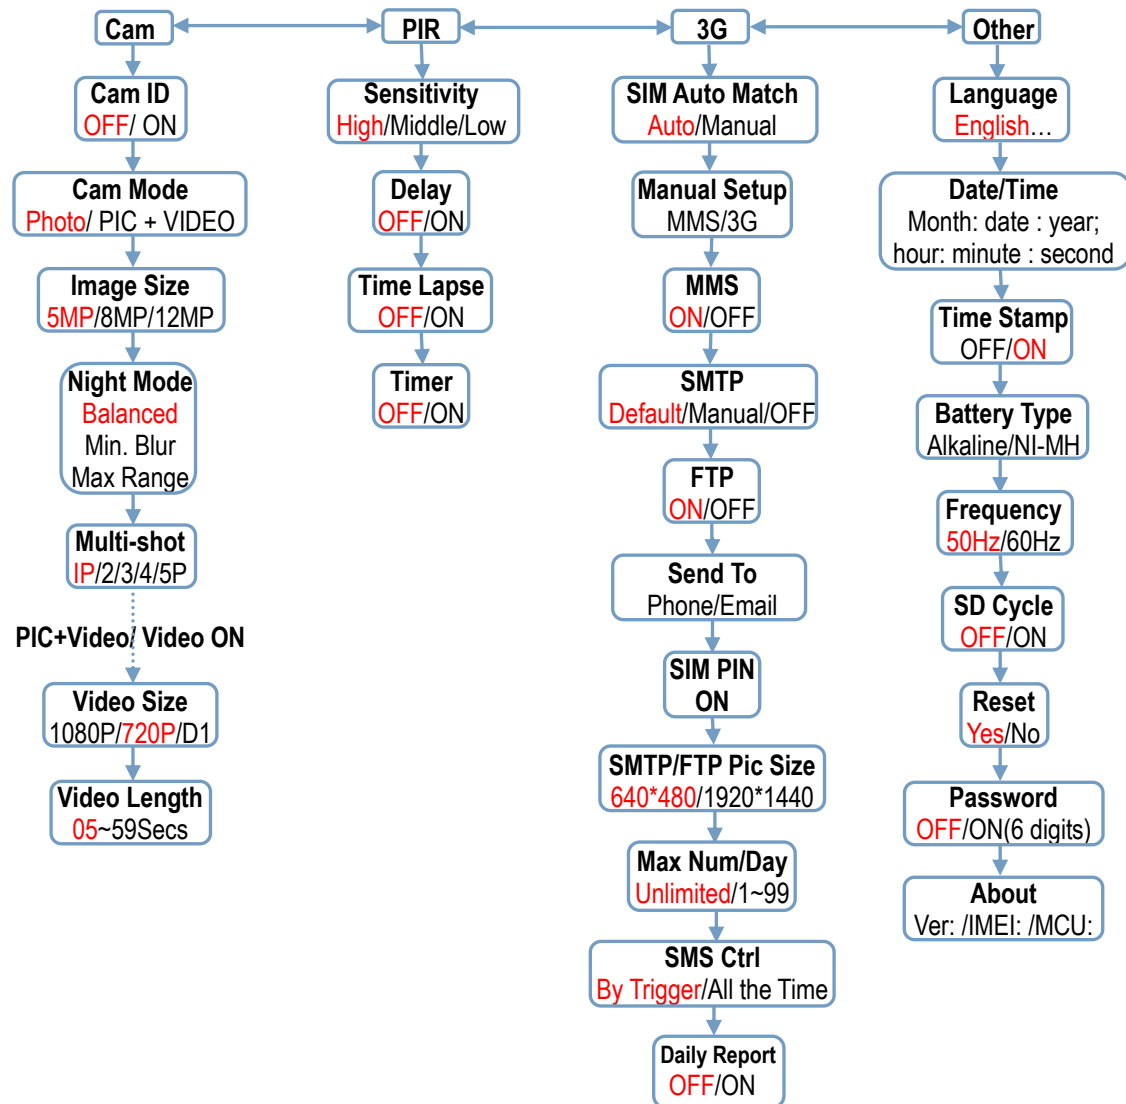 Cam
PIR
3G
Other
Cam ID
OFF/ ON
Cam Mode
Photo/ PIC + VIDEO
Image Size
5MP/8MP/12MP
Night Mode
Balanced
Min. Blur
Max Range
Multi-shot
IP/2/3/4/5P
PIC+Video/ Video ON
Video Size
1080P/720P/D1
Video Length
05~59Secs
Sensitivity
High/Middle/Low
Delay
OFF/ON
Time Lapse
OFF/ON
Timer
OFF/ON
SIM Auto Match
Auto/Manual
Manual Setup
MMS/3G
MMS
ON/OFF
SMTP
Default/Manual/OFF
FTP
ON/OFF
Send To
Phone/Email
SIM PIN
ON
SMTP/FTP Pic Size
640*480/1920*1440
Max Num/Day
Unlimited/1~99
SMS Ctrl
By Trigger/All the Time
Daily Report
OFF/ON
Language
English…
Date/Time
Month: date : year;
hour: minute : second
Time Stamp
OFF/ON
Battery Type
Alkaline/NI-MH
Frequency
50Hz/60Hz
SD Cycle
OFF/ON
Reset
Yes/No
Password
OFF/ON(6 digits)
About
Ver: /IMEI: /MCU: